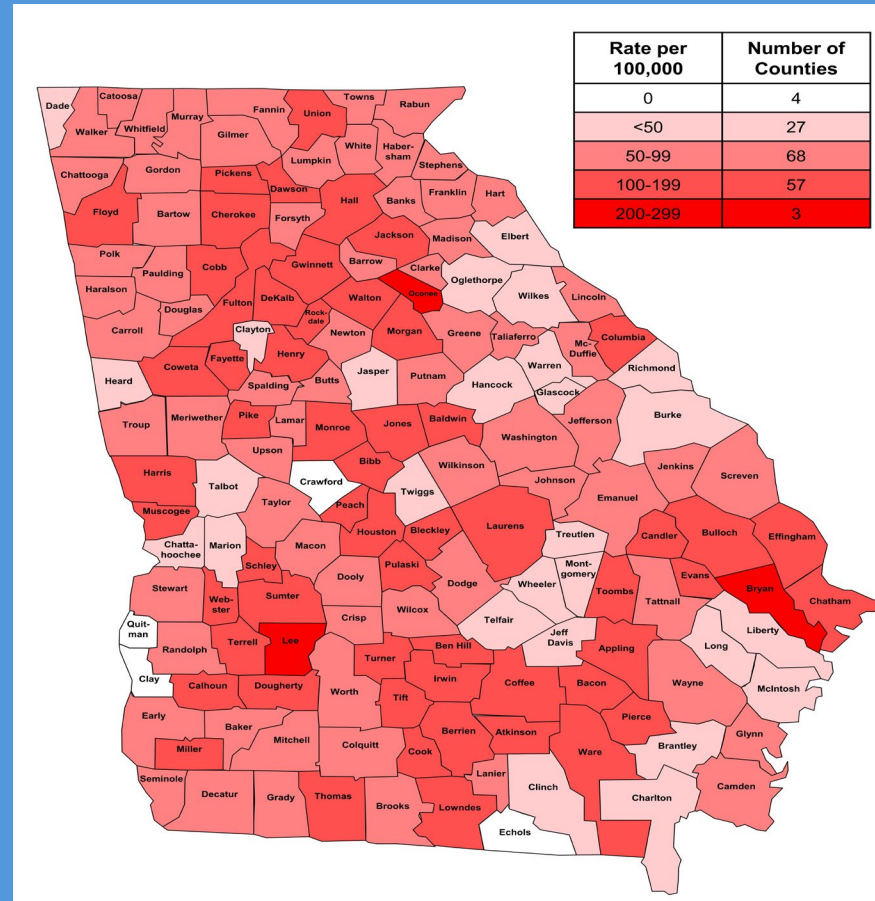 Rate per 100,000 Number of Counties
0 4
<50 27
50-99 68
100-199 57
200-299 3
Dade Catoosa Fannin Union Towns Rabun
Walker Whitfield Murray Gilmer
Lumpkin White Haber-
sham
Stephens
Chattooga Gordon Pickens Dawson
Floyd Bartow Cherokee Forsyth Hall Banks Franklin Hart
Polk Jackson Madison Elbert
Haralson Paulding Cobb Gwinnett Barrow Clarke
Oglethorpe Wilkes Lincoln
Carroll Douglas Fulton DeKalb Rock-
dale
Walton Oconee
Clayton Newton Morgan Greene Taliaferro Mc-
Duffie
Columbia
Heard Coweta Fayette Henry Jasper Putnam Hancock Warren Richmond
Spalding Butts Glascock
Troup Meriwether Pike Lamar Monroe Jones Baldwin Washington Jefferson Burke
Upson
Harris Talbot Crawford Bibb Twiggs Wilkinson Johnson Jenkins Screven
Muscogee Taylor Peach Emanuel
Chatta-
hoochee
Marion Macon Houston Bleckley Laurens Treutlen Candler Bulloch Effingham
Schley Dooly Pulaski Dodge Wheeler Mont-
gomery
Stewart Web-
ster
Sumter Toombs Evans Bryan Chatham
Tattnall
Quit-
man
Crisp Wilcox Telfair Jeff
Davis
Liberty
Randolph Terrell Lee Turner Ben Hill Appling Long
Clay Calhoun Dougherty Worth Tift Irwin Coffee Bacon Wayne McIntosh
Early Baker Mitchell Colquitt Berrien Atkinson Pierce
Miller Cook Ware Brantley Glynn
Seminole Decatur Grady Thomas Brooks Lowndes Lanier Clinch Charlton Camden
Echols